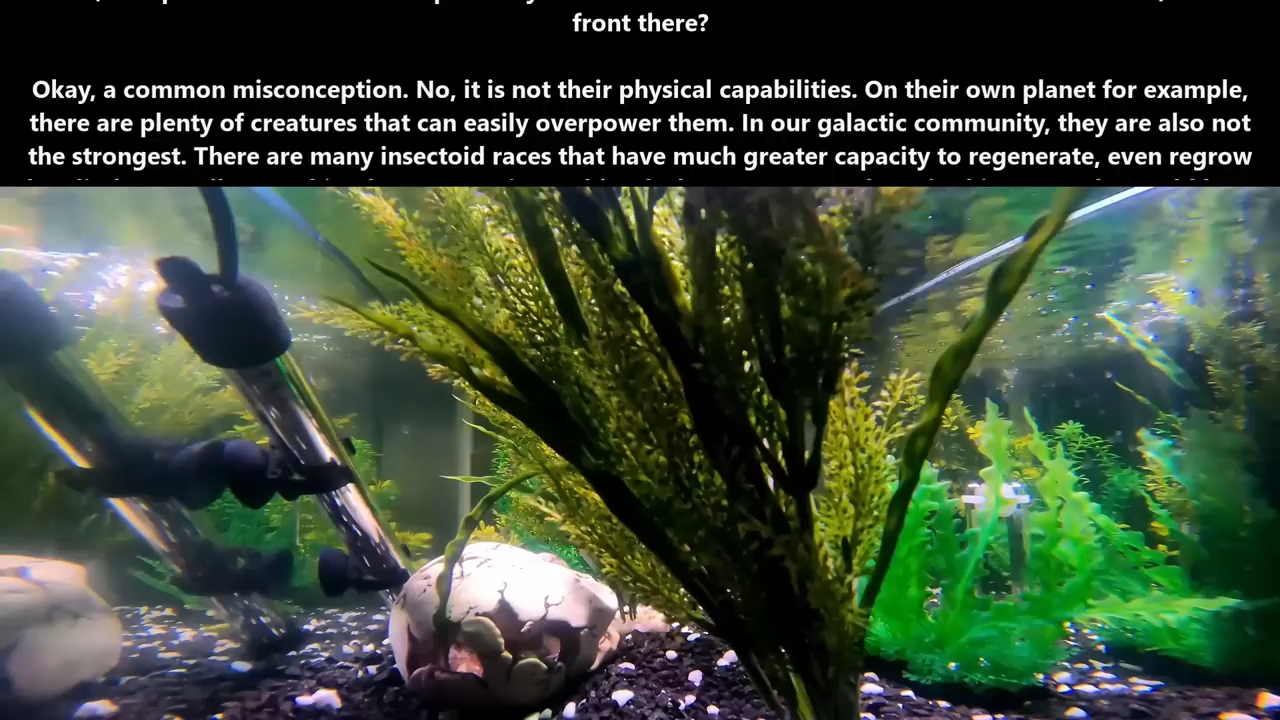 front there?
Okay, a common misconception. No, it is not their physical capabilities. On their own planet for example,
there are plenty of creatures that can easily overpower them. In our galactic community, they are also not
the strongest. There are many insectoid races that have much greater capacity to regenerate, even regrow